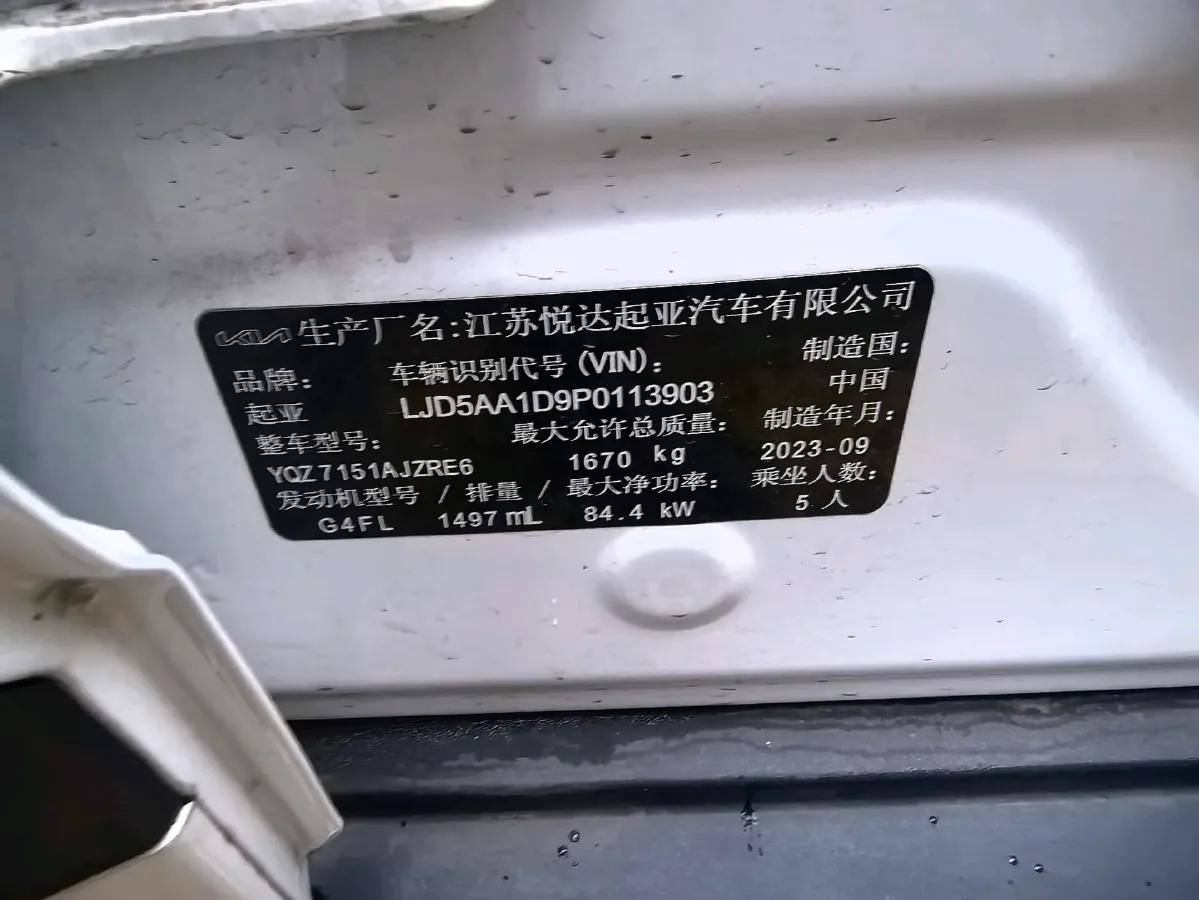 KIA 生产厂名:江苏悦达起亚汽车有限公司
品牌: 车辆识别代号(VIN): 制造国:
起亚 LJD5AA1D9P0113903 中国
整车型号: 最大允许总质量: 制造年月:
YQZ7151AJZRE6 1670 kg 2023-09
发动机型号 / 排量 / 最大净功率: 乘坐人数:
G4FL 1497 mL 84.4 kW 5 人